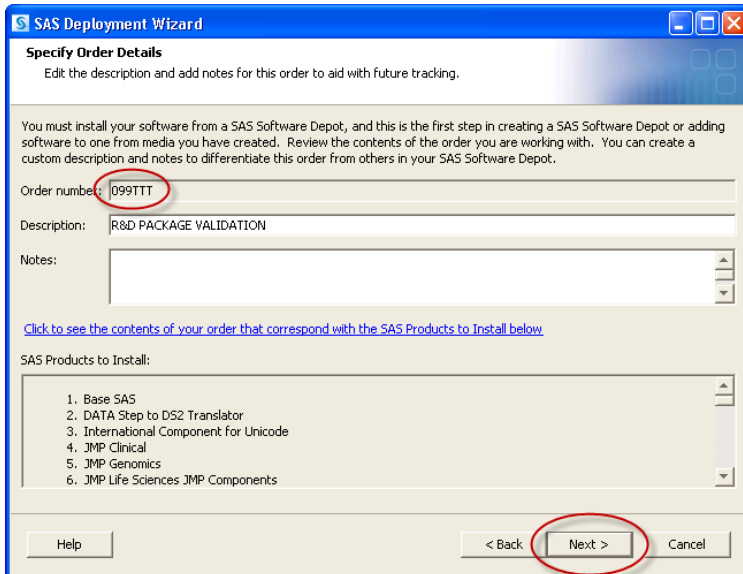 SAS Deployment Wizard
Specify Order Details
Edit the description and add notes for this order to aid with future tracking.
You must install your software from a SAS Software Depot, and this is the first step in creating a SAS Software Depot or adding
software to one from media you have created. Review the contents of the order you are working with. You can create a
custom description and notes to differentiate this order from others in your SAS Software Depot.
Order number: 099TTT
Description: R&D PACKAGE VALIDATION
Notes:
Click to see the contents of your order that correspond with the SAS Products to Install below
SAS Products to Install:
1. Base SAS
2. DATA Step to DS2 Translator
3. International Component for Unicode
4. JMP Clinical
5. JMP Genomics
6. JMP Life Sciences JMP Components
Help < Back Next > Cancel